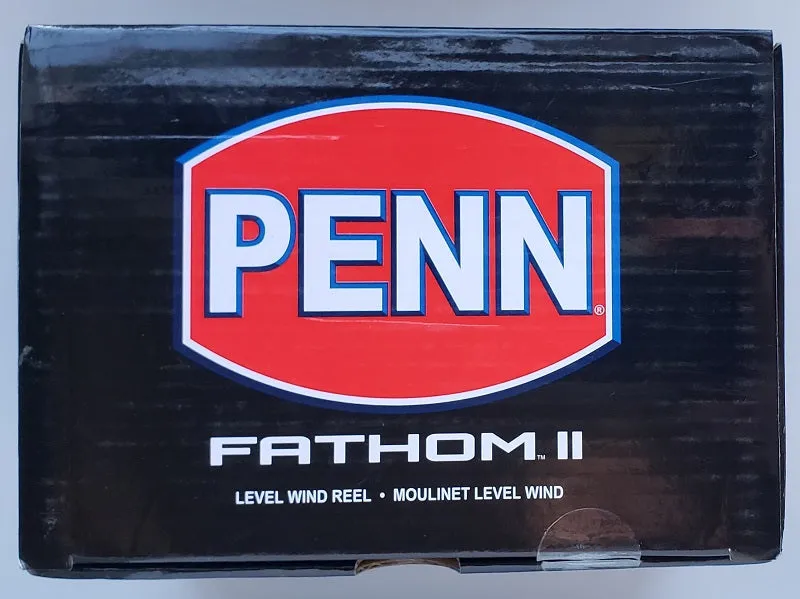 PENN®
FATHOM™ II
LEVEL WIND REEL • MOULINET LEVEL WIND